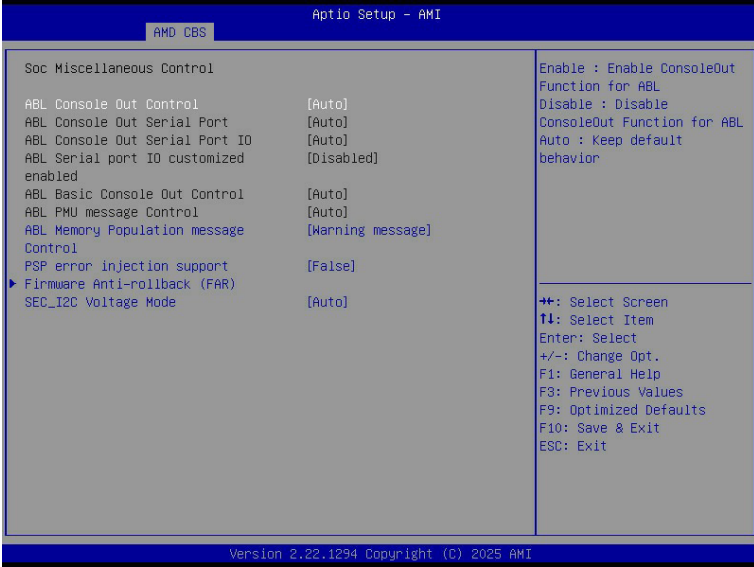 Aptio Setup - AMI
AMD CBS
Soc Miscellaneous Control
ABL Console Out Control [Auto]
ABL Console Out Serial Port [Auto]
ABL Console Out Serial Port IO [Auto]
ABL Serial port IO customized [Disabled]
enabled
ABL Basic Console Out Control [Auto]
ABL PMU message Control [Auto]
ABL Memory Population message [Warning message]
Control
PSP error injection support [False]
Firmware Anti-rollback (FAR)
SEC_I2C Voltage Mode [Auto]
Enable : Enable ConsoleOut
Function for ABL
Disable : Disable
ConsoleOut Function for ABL
Auto : Keep default
behavior
→←: Select Screen
↑↓: Select Item
Enter: Select
+/-: Change Opt.
F1: General Help
F3: Previous Values
F9: Optimized Defaults
F10: Save & Exit
ESC: Exit
Version 2.22.1294 Copyright (C) 2025 AMI